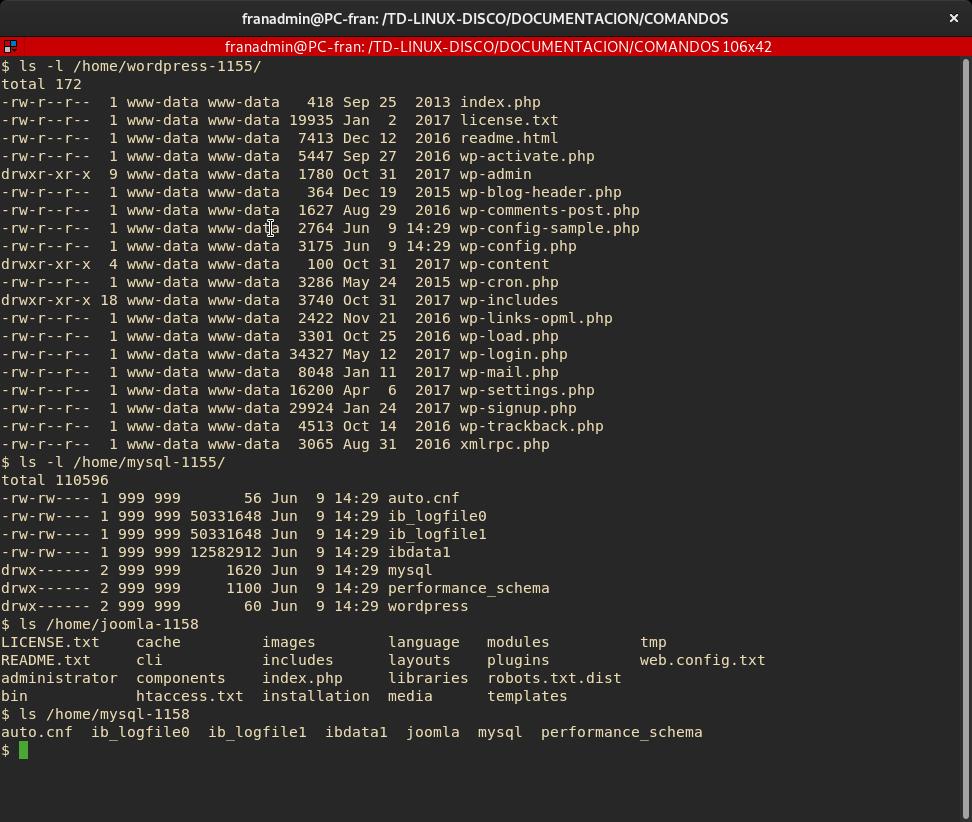 franadmin@PC-fran: /TD-LINUX-DISCO/DOCUMENTACION/COMANDOS ×
franadmin@PC-fran: /TD-LINUX-DISCO/DOCUMENTACION/COMANDOS 106x42
$ ls -l /home/wordpress-1155/
total 172
-rw-r--r--  1 www-data www-data   418 Sep 25  2013 index.php
-rw-r--r--  1 www-data www-data 19935 Jan  2  2017 license.txt
-rw-r--r--  1 www-data www-data  7413 Dec 12  2016 readme.html
-rw-r--r--  1 www-data www-data  5447 Sep 27  2016 wp-activate.php
drwxr-xr-x  9 www-data www-data  1780 Oct 31  2017 wp-admin
-rw-r--r--  1 www-data www-data   364 Dec 19  2015 wp-blog-header.php
-rw-r--r--  1 www-data www-data  1627 Aug 29  2016 wp-comments-post.php
-rw-r--r--  1 www-data www-data  2764 Jun  9 14:29 wp-config-sample.php
-rw-r--r--  1 www-data www-data  3175 Jun  9 14:29 wp-config.php
drwxr-xr-x  4 www-data www-data   100 Oct 31  2017 wp-content
-rw-r--r--  1 www-data www-data  3286 May 24  2015 wp-cron.php
drwxr-xr-x 18 www-data www-data  3740 Oct 31  2017 wp-includes
-rw-r--r--  1 www-data www-data  2422 Nov 21  2016 wp-links-opml.php
-rw-r--r--  1 www-data www-data  3301 Oct 25  2016 wp-load.php
-rw-r--r--  1 www-data www-data 34327 May 12  2017 wp-login.php
-rw-r--r--  1 www-data www-data  8048 Jan 11  2017 wp-mail.php
-rw-r--r--  1 www-data www-data 16200 Apr  6  2017 wp-settings.php
-rw-r--r--  1 www-data www-data 29924 Jan 24  2017 wp-signup.php
-rw-r--r--  1 www-data www-data  4513 Oct 14  2016 wp-trackback.php
-rw-r--r--  1 www-data www-data  3065 Aug 31  2016 xmlrpc.php
$ ls -l /home/mysql-1155/
total 110596
-rw-rw---- 1 999 999       56 Jun  9 14:29 auto.cnf
-rw-rw---- 1 999 999 50331648 Jun  9 14:29 ib_logfile0
-rw-rw---- 1 999 999 50331648 Jun  9 14:29 ib_logfile1
-rw-rw---- 1 999 999 12582912 Jun  9 14:29 ibdata1
drwx------ 2 999 999     1620 Jun  9 14:29 mysql
drwx------ 2 999 999     1100 Jun  9 14:29 performance_schema
drwx------ 2 999 999       60 Jun  9 14:29 wordpress
$ ls /home/joomla-1158
LICENSE.txt    cache         images        language   modules          tmp
README.txt     cli           includes      layouts    plugins          web.config.txt
administrator  components    index.php     libraries  robots.txt.dist
bin            htaccess.txt  installation  media      templates
$ ls /home/mysql-1158
auto.cnf  ib_logfile0  ib_logfile1  ibdata1  joomla  mysql  performance_schema
$